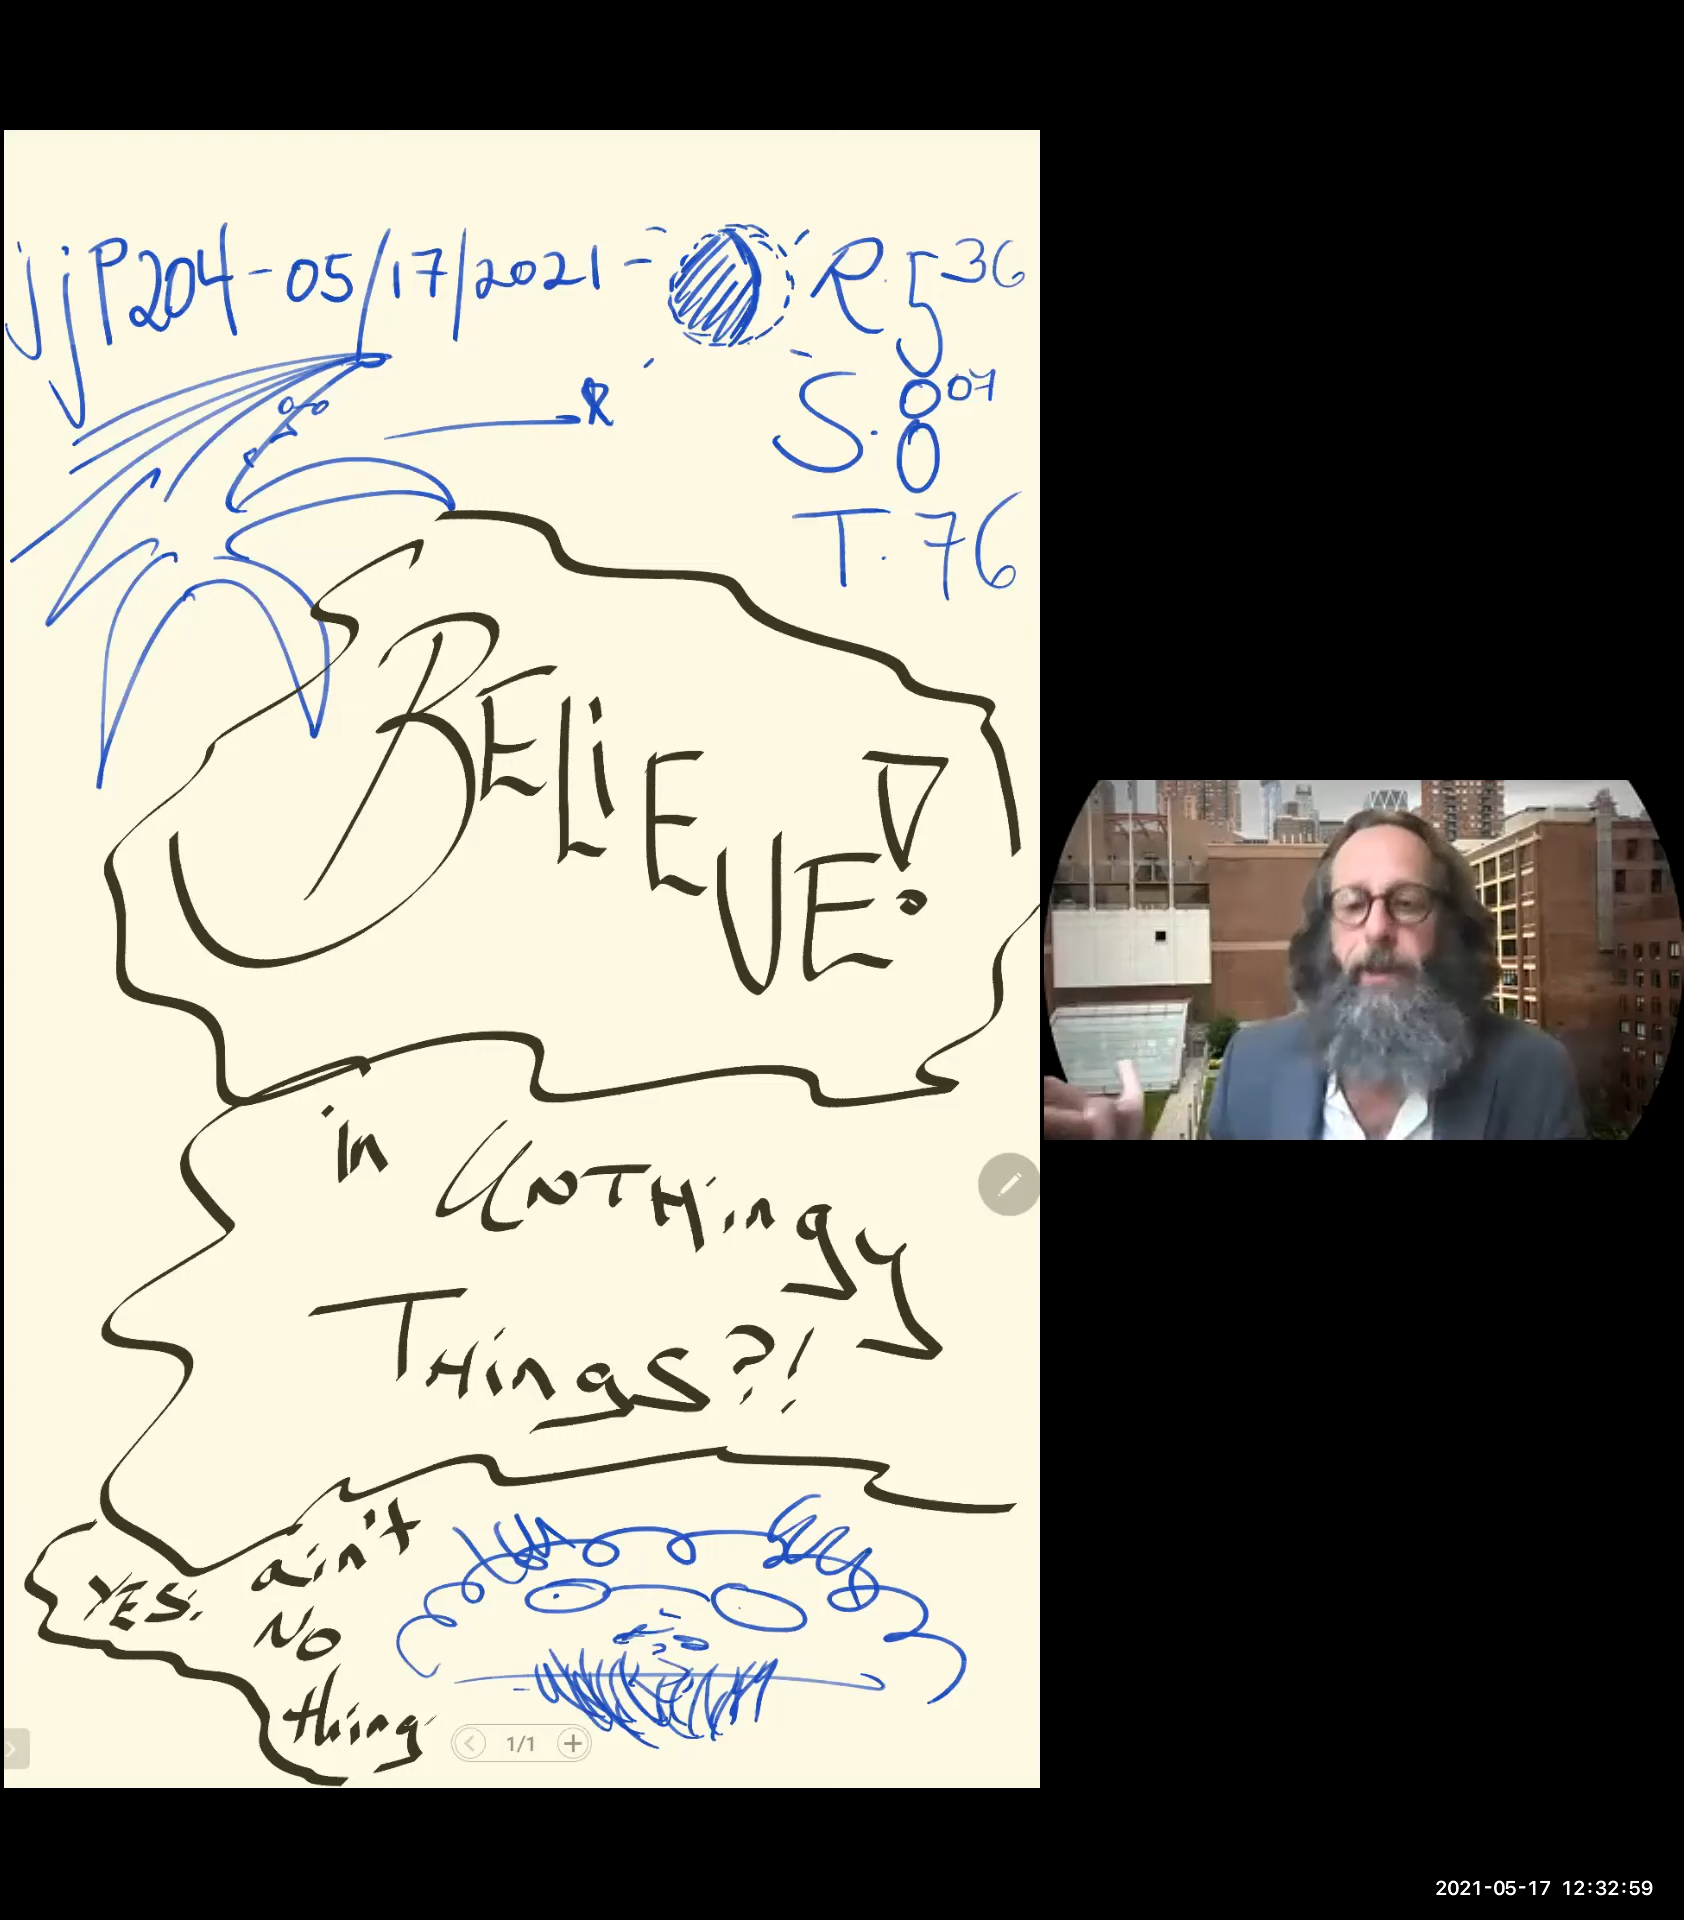 jjP204-05/17/2021-
R. 5 36
S. 8 07
T. 76
BELiEVE!
in UNTHingy
THings?!
YES. ain't
NO
thing
1/1
2021-05-17 12:32:59